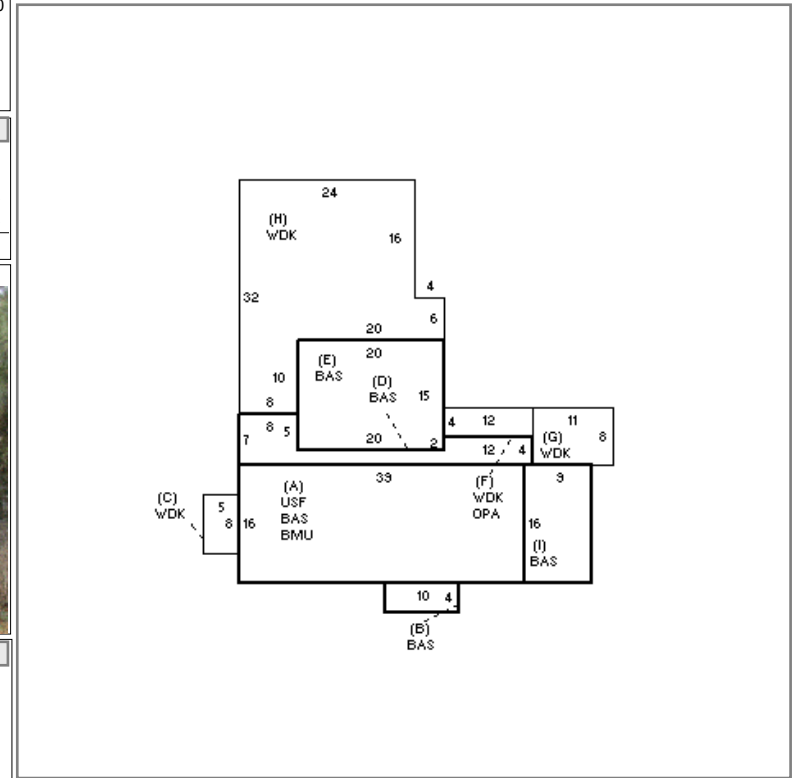 24
(H)
WDK
16
32
4
6
20
20
(E)
BAS
10
(D)
BAS
15
8
8
5
7
20
2
4
12
11
8
(G)
WDK
12
4
39
9
(A)
USF
BAS
BMU
(F)
WDK
OPA
(C)
WDK
5
8
16
16
(I)
BAS
10
4
(B)
BAS